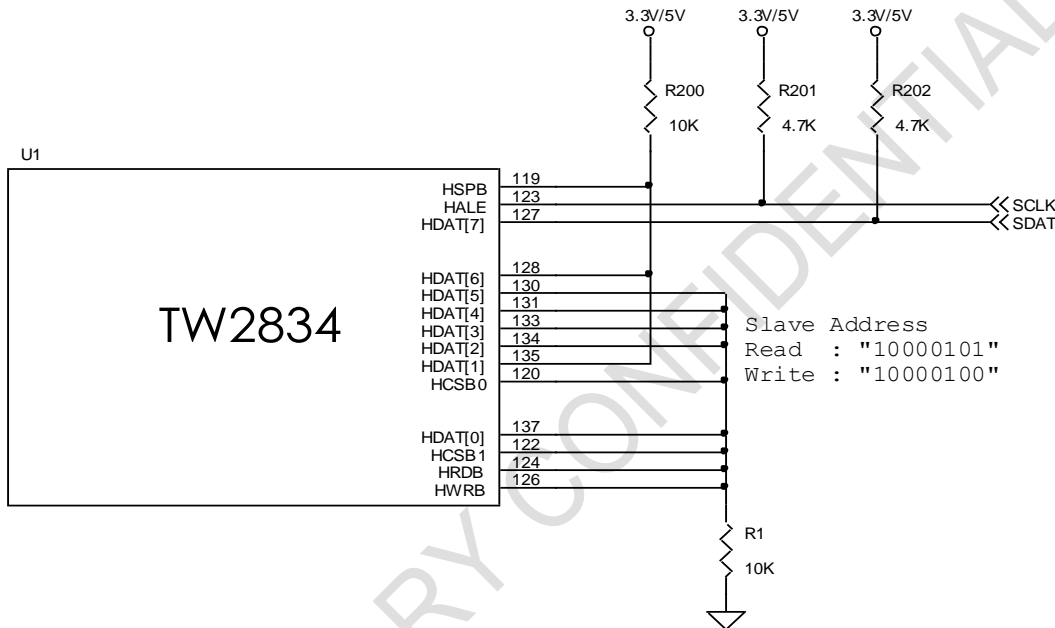 3.3V/5V 3.3V/5V 3.3V/5V
R200 R201 R202
10K 4.7K 4.7K
U1
TW2834
HSPB 119
HALE 123 SCLK
HDAT[7] 127 SDAT
HDAT[6] 128
HDAT[5] 130
HDAT[4] 131
HDAT[3] 133
HDAT[2] 134
HDAT[1] 135
HCSB0 120
Slave Address
Read : "10000101"
Write : "10000100"
HDAT[0] 137
HCSB1 122
HRDB 124
HWRB 126
R1
10K
RY CONFIDENTIAL